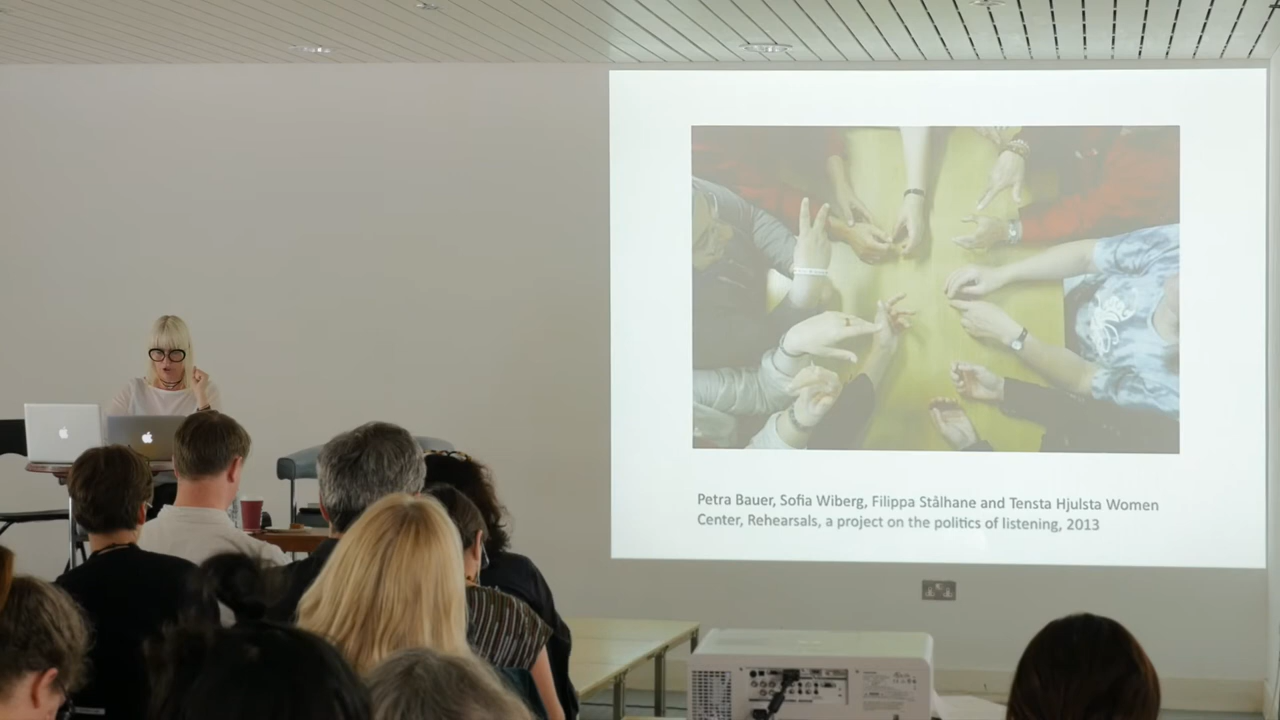 Petra Bauer, Sofia Wiberg, Filippa Stålhane and Tensta Hjulsta Women
Center, Rehearsals, a project on the politics of listening, 2013